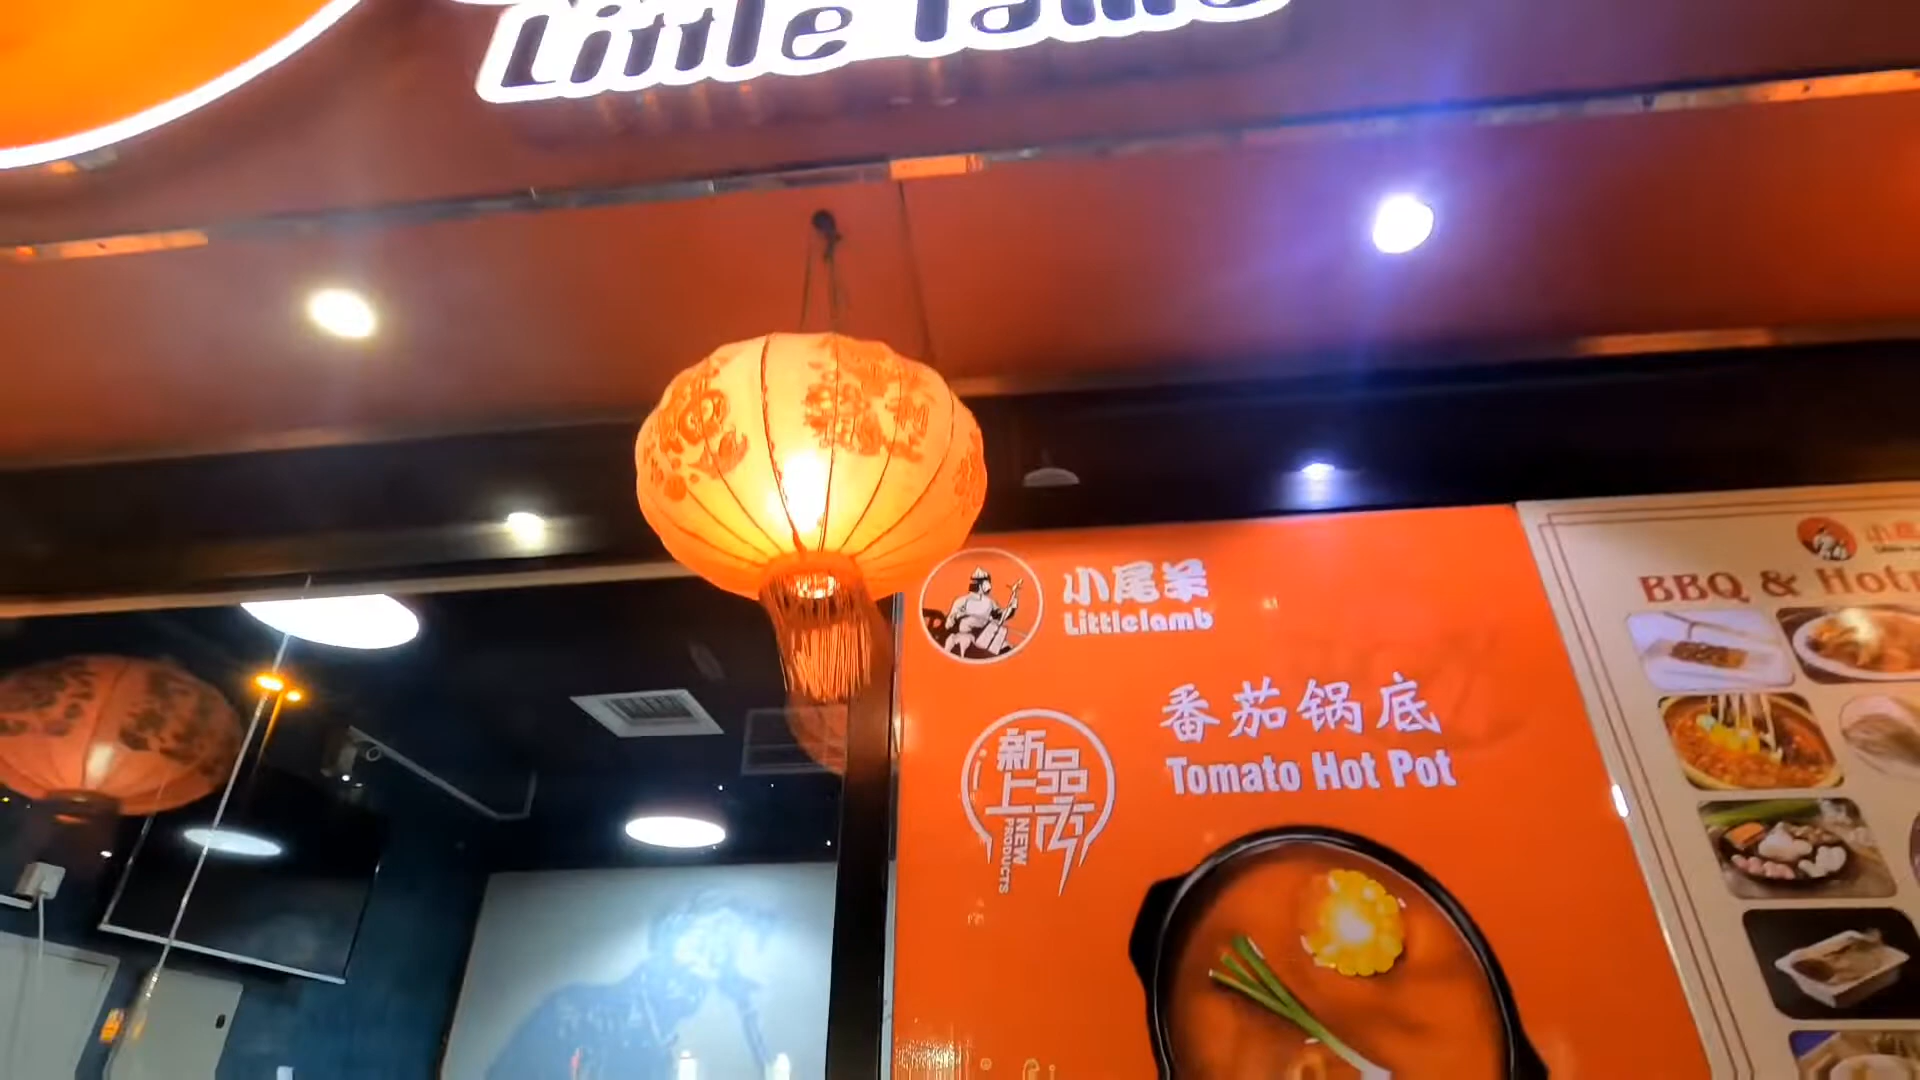 Little lamb
小尾羊
Littlelamb
番茄锅底
Tomato Hot Pot
新品
上市
NEW
PRODUCTS
BBQ & Hot